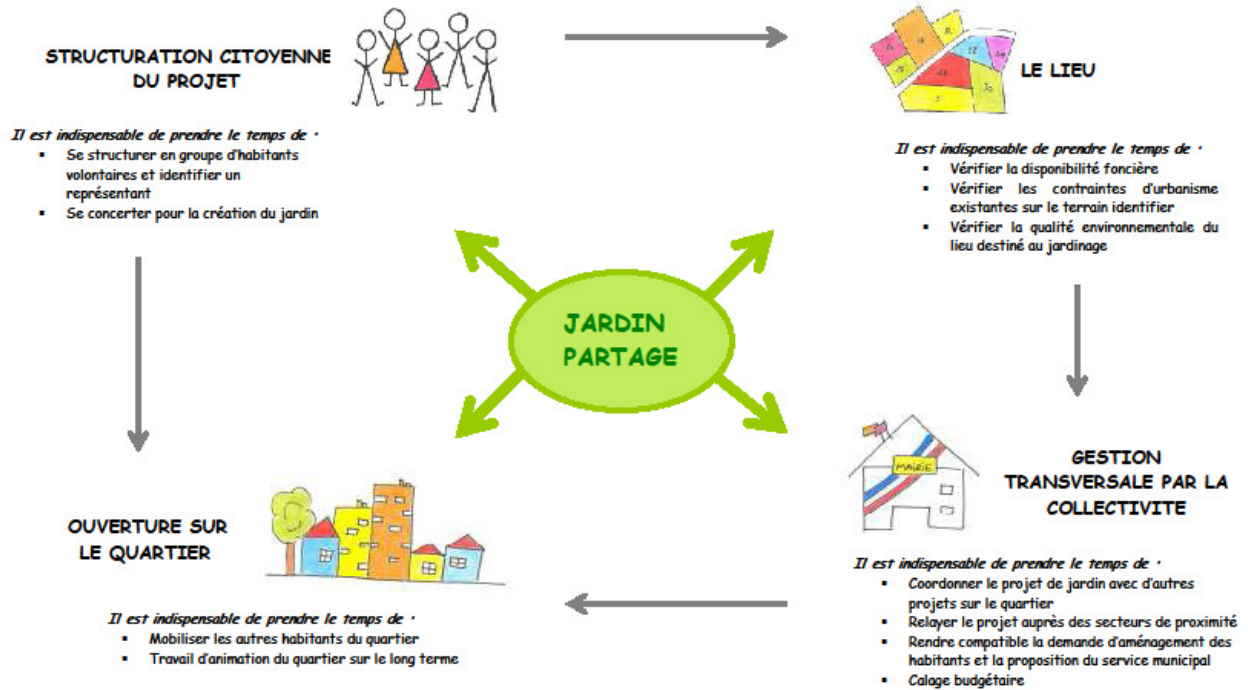 STRUCTURATION CITOYENNE
DU PROJET
Il est indispensable de prendre le temps de ·
▪ Se structurer en groupe d'habitants
volontaires et identifier un
représentant
▪ Se concerter pour la création du jardin
LE LIEU
Il est indispensable de prendre le temps de ·
▪ Vérifier la disponibilité foncière
▪ Vérifier les contraintes d'urbanisme
existantes sur le terrain identifier
▪ Vérifier la qualité environnementale du
lieu destiné au jardinage
JARDIN
PARTAGE
OUVERTURE SUR
LE QUARTIER
Il est indispensable de prendre le temps de ·
▪ Mobiliser les autres habitants du quartier
▪ Travail d'animation du quartier sur le long terme
MAIRIE
GESTION
TRANSVERSALE PAR LA
COLLECTIVITE
Il est indispensable de prendre le temps de ·
▪ Coordonner le projet de jardin avec d'autres
projets sur le quartier
▪ Relayer le projet auprès des secteurs de proximité
▪ Rendre compatible la demande d'aménagement des
habitants et la proposition du service municipal
▪ Calage budgétaire